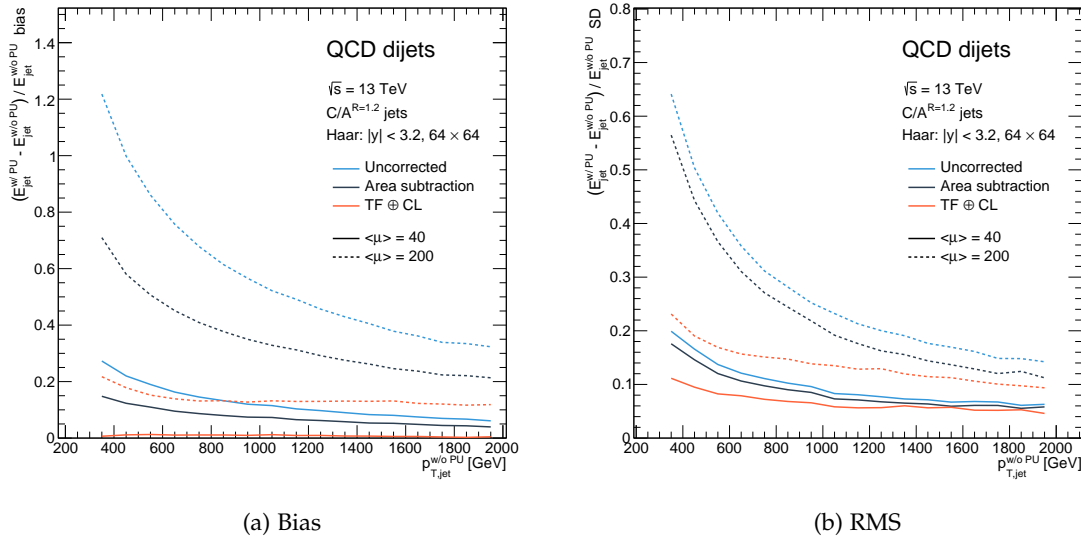 (E_jet^w/ PU - E_jet^w/o PU) / E_jet^w/o PU bias
1.4
1.2
1
0.8
0.6
0.4
0.2
0
QCD dijets
√s = 13 TeV
C/A^R=1.2 jets
Haar: |y| < 3.2, 64 × 64
Uncorrected
Area subtraction
TF ⊕ CL
<μ> = 40
<μ> = 200
200 400 600 800 1000 1200 1400 1600 1800 2000
p_T,jet^w/o PU [GeV]
(a) Bias
(E_jet^w/ PU - E_jet^w/o PU) / E_jet^w/o PU SD
0.8
0.7
0.6
0.5
0.4
0.3
0.2
0.1
0
QCD dijets
√s = 13 TeV
C/A^R=1.2 jets
Haar: |y| < 3.2, 64 × 64
Uncorrected
Area subtraction
TF ⊕ CL
<μ> = 40
<μ> = 200
200 400 600 800 1000 1200 1400 1600 1800 2000
p_T,jet^w/o PU [GeV]
(b) RMS